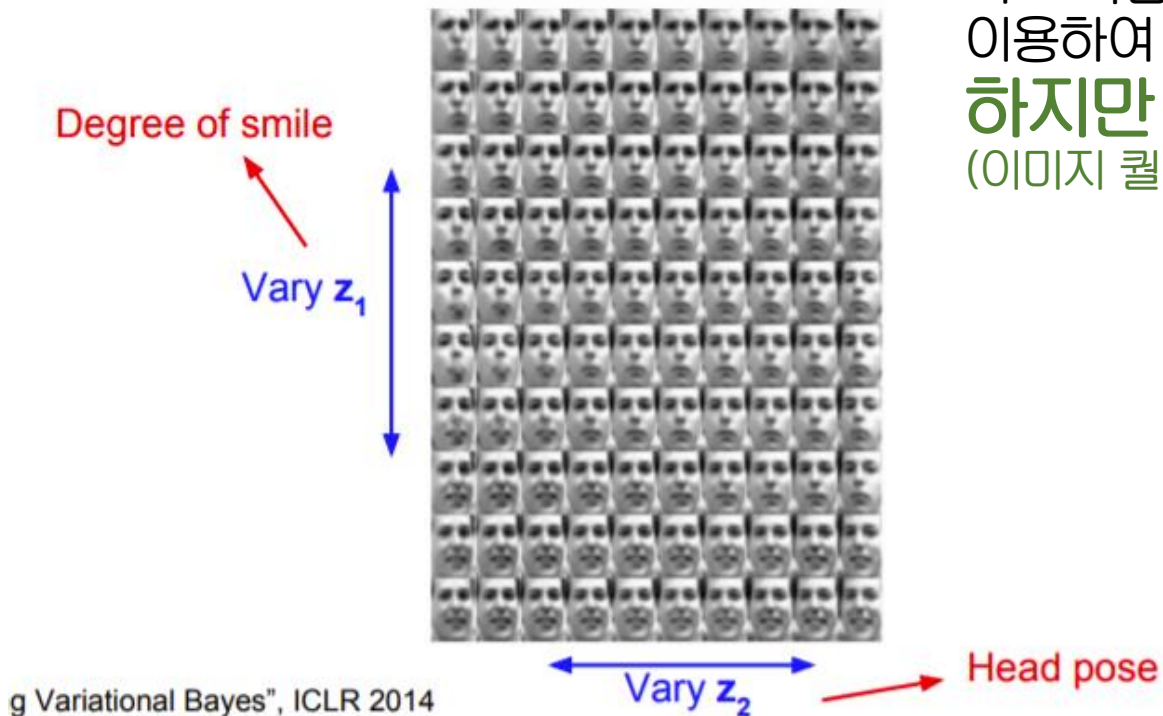 이용하여
하지만
(이미지 퀄
Degree of smile
Vary z₁
Vary z₂
Head pose
g Variational Bayes”, ICLR 2014